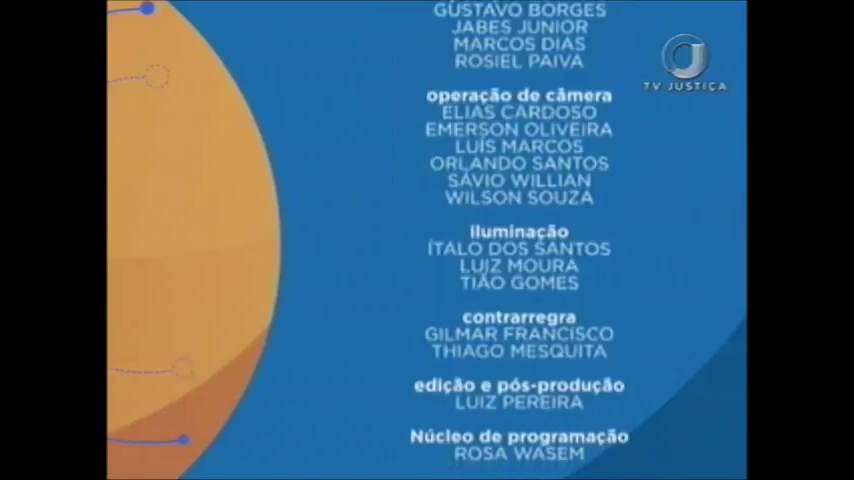 GUSTAVO BORGES
JABES JUNIOR
MARCOS DIAS
ROSIEL PAIVA
TV JUSTIÇA
operação de câmera
ELIAS CARDOSO
EMERSON OLIVEIRA
LUÍS MARCOS
ORLANDO SANTOS
SÁVIO WILLIAN
WILSON SOUZA
iluminação
ÍTALO DOS SANTOS
LUIZ MOURA
TIÃO GOMES
contrarregra
GILMAR FRANCISCO
THIAGO MESQUITA
edição e pós-produção
LUIZ PEREIRA
Núcleo de programação
ROSA WASEM